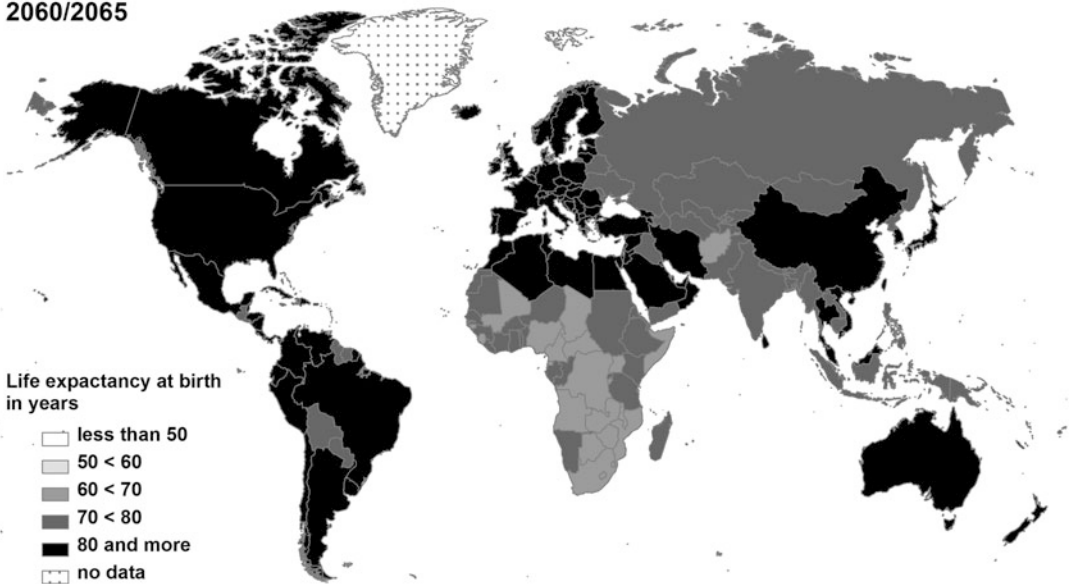 2060/2065
Life expactancy at birth
in years
less than 50
50 < 60
60 < 70
70 < 80
80 and more
no data